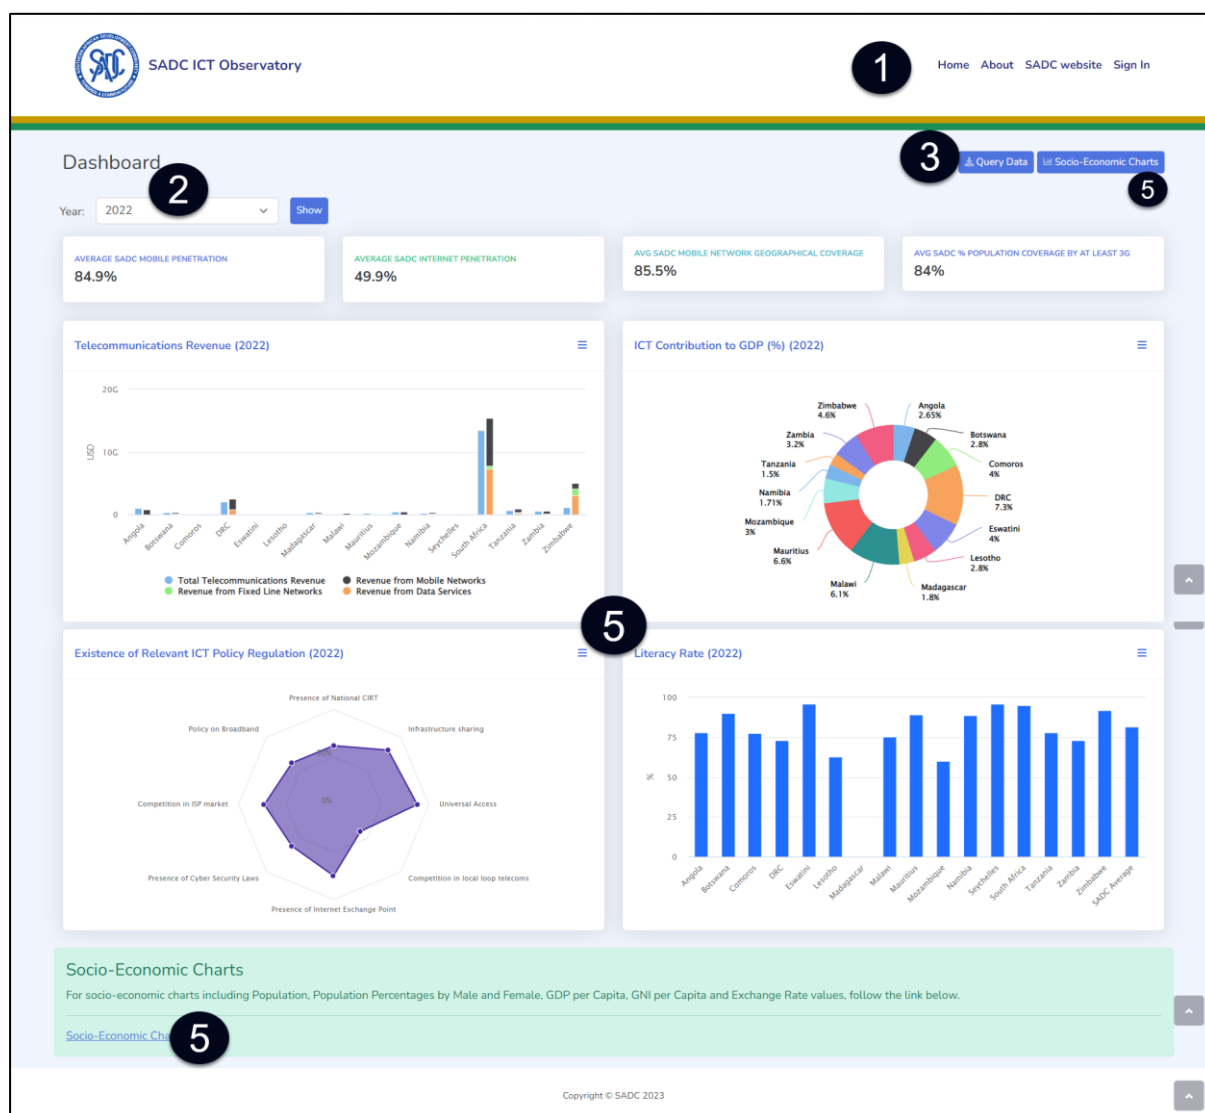 SADC ICT Observatory
1
Home About SADC website Sign In
Dashboard
2
3
Query Data
Socio-Economic Charts
5
Year: 2022 Show
AVERAGE SADC MOBILE PENETRATION
84.9%
AVERAGE SADC INTERNET PENETRATION
49.9%
AVG SADC MOBILE NETWORK GEOGRAPHICAL COVERAGE
85.5%
AVG SADC % POPULATION COVERAGE BY AT LEAST 3G
84%
Telecommunications Revenue (2022)
20G
10G
0
USD
Angola
Botswana
Comoros
DRC
Eswatini
Lesotho
Madagascar
Malawi
Mauritius
Mozambique
Namibia
Seychelles
South Africa
Tanzania
Zambia
Zimbabwe
Total Telecommunications Revenue
Revenue from Mobile Networks
Revenue from Fixed Line Networks
Revenue from Data Services
ICT Contribution to GDP (%) (2022)
Angola
2.65%
Botswana
2.8%
Comoros
4%
DRC
7.3%
Eswatini
4%
Lesotho
2.8%
Madagascar
1.8%
Malawi
6.1%
Mauritius
6.6%
Mozambique
3%
Namibia
1.71%
Tanzania
1.5%
Zambia
3.2%
Zimbabwe
4.6%
5
Existence of Relevant ICT Policy Regulation (2022)
Presence of National CIRT
Infrastructure sharing
Universal Access
Competition in local loop telecoms
Presence of Internet Exchange Point
Presence of Cyber Security Laws
Competition in ISP market
Policy on Broadband
0%
Literacy Rate (2022)
100
75
50
25
0
%
Angola
Botswana
Comoros
DRC
Eswatini
Lesotho
Madagascar
Malawi
Mauritius
Mozambique
Namibia
Seychelles
South Africa
Tanzania
Zambia
Zimbabwe
SADC Average
Socio-Economic Charts
For socio-economic charts including Population, Population Percentages by Male and Female, GDP per Capita, GNI per Capita and Exchange Rate values, follow the link below.
Socio-Economic Cha
5
Copyright © SADC 2023